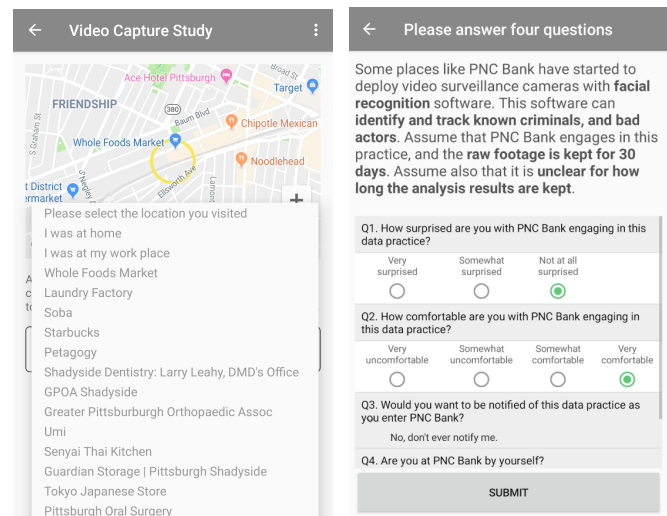 Video Capture Study
Ace Hotel Pittsburgh
Broad St
Target
FRIENDSHIP
380
Baum Blvd
S Graham St
Chipotle Mexican
Whole Foods Market
Noodlehead
Ellsworth Ave
S Negley
Lamont
t District
ermarket
+
Please select the location you visited
I was at home
I was at my work place
Whole Foods Market
Laundry Factory
Soba
Starbucks
Petagogy
Shadyside Dentistry: Larry Leahy, DMD's Office
GPOA Shadyside
Greater Pittsburburgh Orthopaedic Assoc
Umi
Senyai Thai Kitchen
Guardian Storage | Pittsburgh Shadyside
Tokyo Japanese Store
Pittsburgh Oral Surgery
Please answer four questions
Some places like PNC Bank have started to
deploy video surveillance cameras with facial
recognition software. This software can
identify and track known criminals, and bad
actors. Assume that PNC Bank engages in this
practice, and the raw footage is kept for 30
days. Assume also that it is unclear for how
long the analysis results are kept.
Q1. How surprised are you with PNC Bank engaging in this
data practice?
Very surprised
Somewhat surprised
Not at all surprised
Q2. How comfortable are you with PNC Bank engaging in
this data practice?
Very uncomfortable
Somewhat uncomfortable
Somewhat comfortable
Very comfortable
Q3. Would you want to be notified of this data practice as
you enter PNC Bank?
No, don't ever notify me.
Q4. Are you at PNC Bank by yourself?
SUBMIT